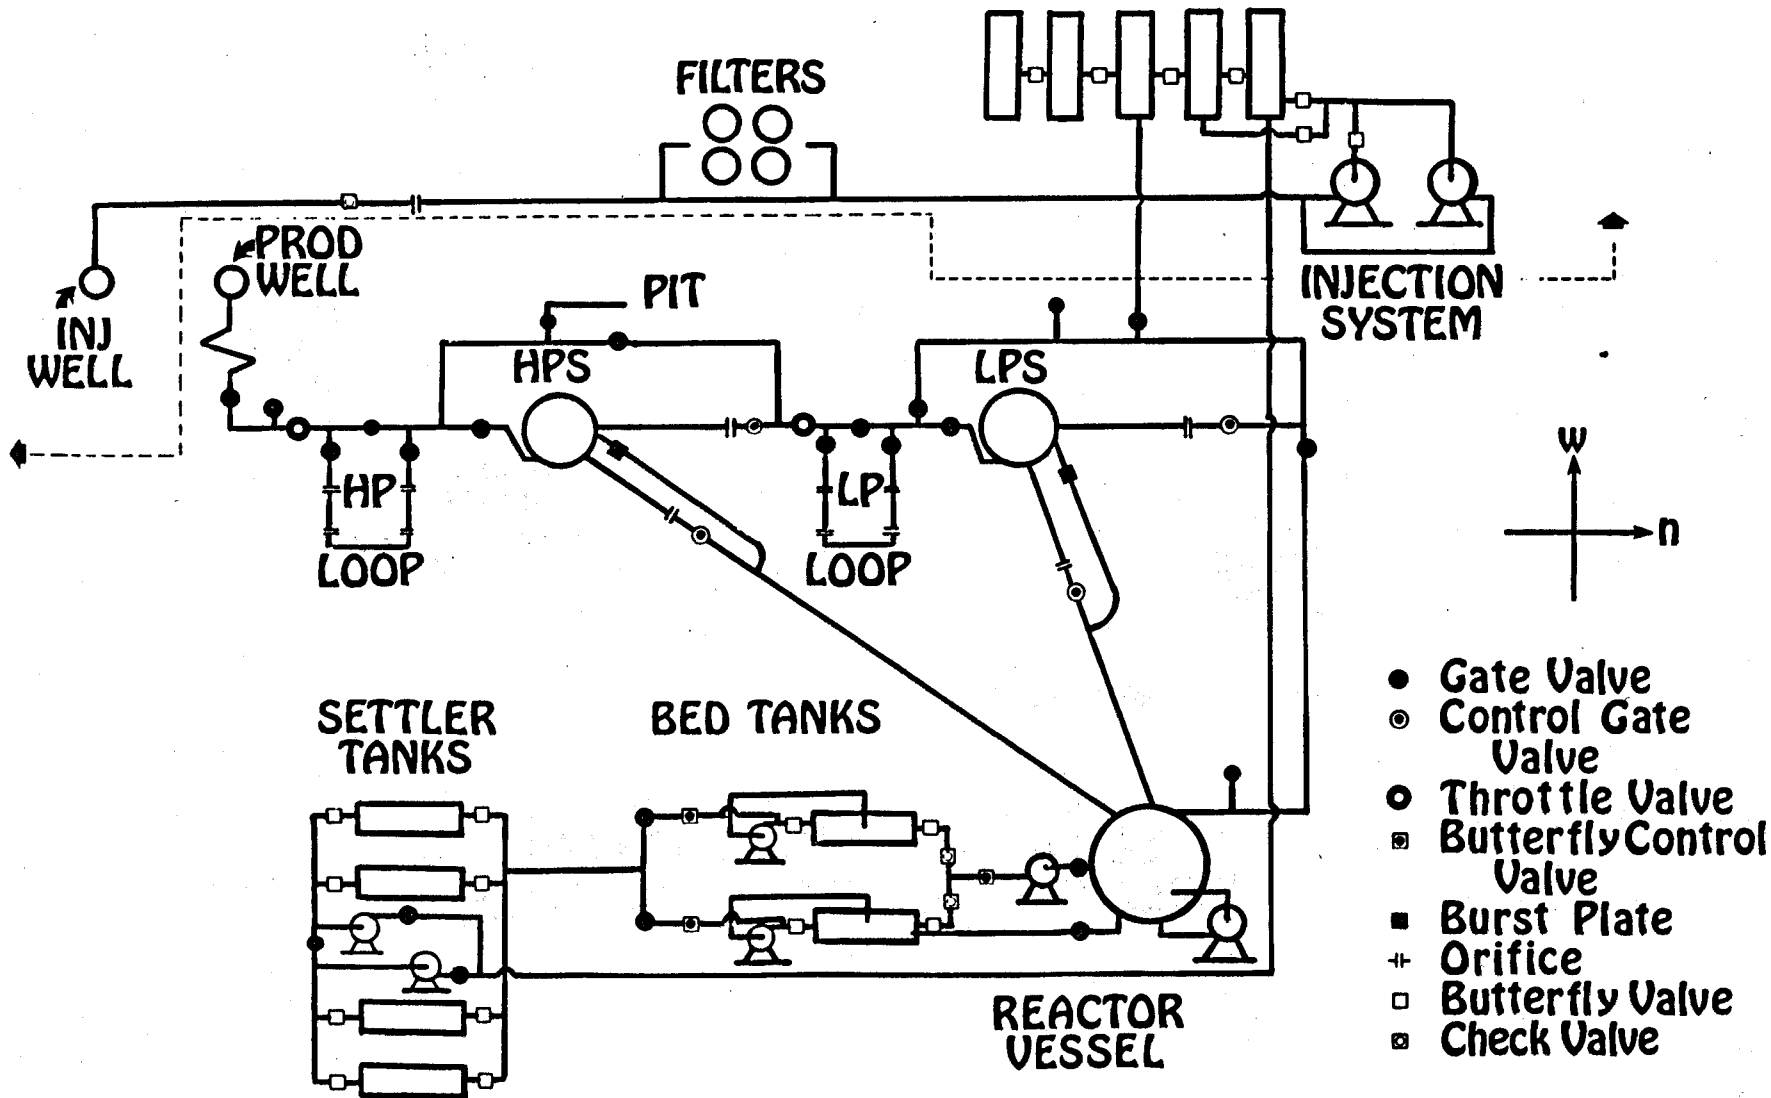 FILTERS
PROD
WELL
INJ
WELL
PIT
HPS
LPS
INJECTION
SYSTEM
HP
LOOP
LP
LOOP
W
n
SETTLER
TANKS
BED TANKS
REACTOR
VESSEL
Gate Valve
Control Gate
Valve
Throttle Valve
Butterfly Control
Valve
Burst Plate
Orifice
Butterfly Valve
Check Valve